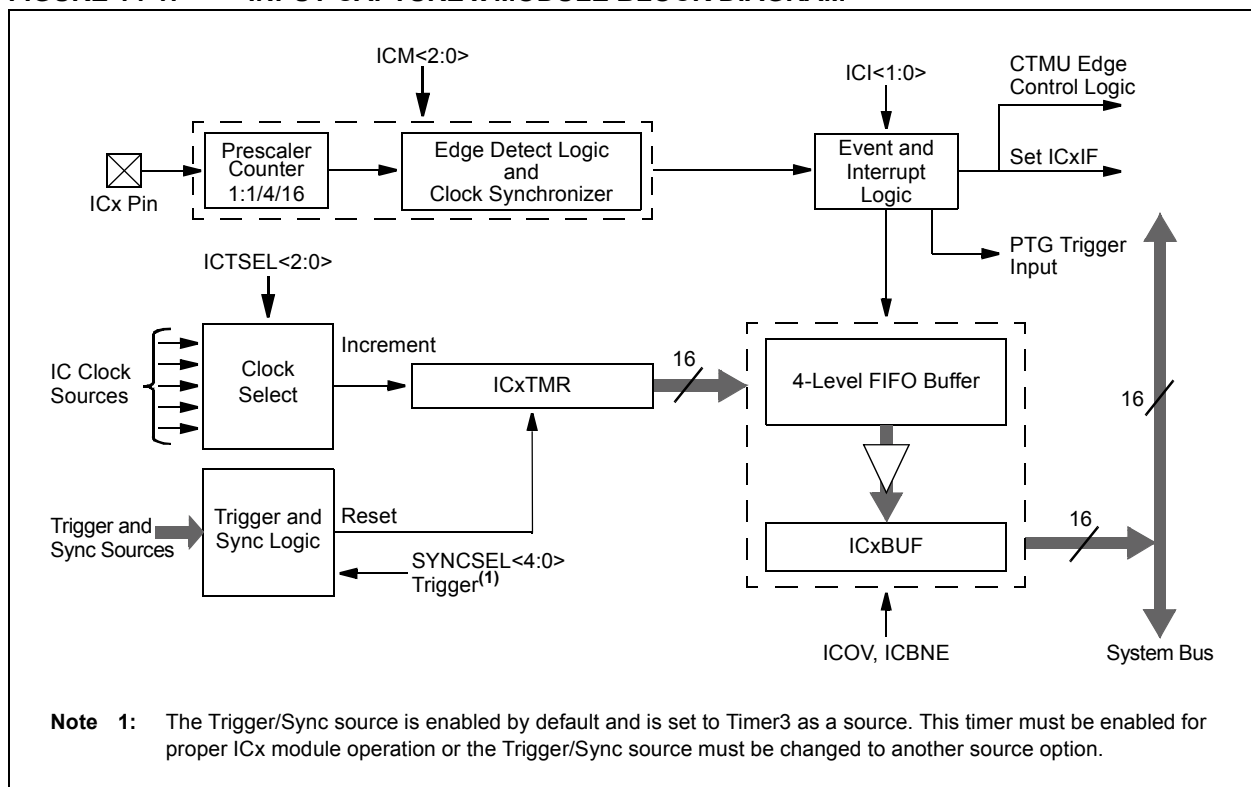 ICM<2:0>
ICI<1:0>
CTMU Edge
Control Logic
Prescaler
Counter
1:1/4/16
Edge Detect Logic
and
Clock Synchronizer
Event and
Interrupt
Logic
Set ICxIF
ICx Pin
PTG Trigger
Input
ICTSEL<2:0>
IC Clock
Sources
Clock
Select
Increment
ICxTMR
16
4-Level FIFO Buffer
16
Trigger and
Sync Sources
Trigger and
Sync Logic
Reset
SYNCSEL<4:0>
Trigger(1)
ICxBUF
16
ICOV, ICBNE
System Bus
Note 1: The Trigger/Sync source is enabled by default and is set to Timer3 as a source. This timer must be enabled for
proper ICx module operation or the Trigger/Sync source must be changed to another source option.